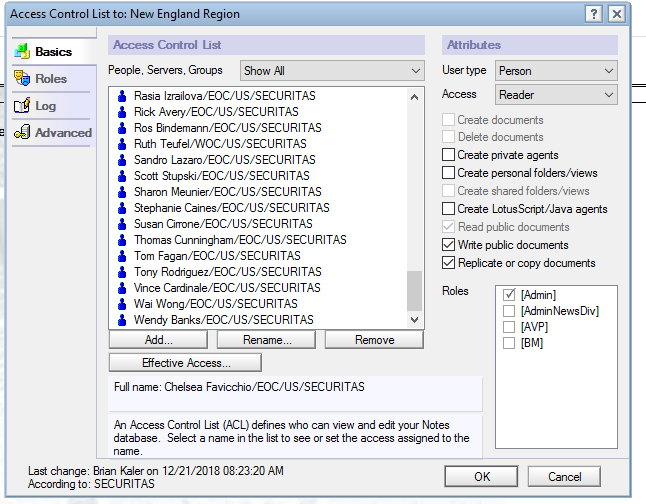 Access Control List to: New England Region
Basics
Roles
Log
Advanced
Access Control List
People, Servers, Groups
Show All
Rasia Izrailova/EOC/US/SECURITAS
Rick Avery/EOC/US/SECURITAS
Ros Bindemann/EOC/US/SECURITAS
Ruth Teufel/WOC/US/SECURITAS
Sandro Lazaro/EOC/US/SECURITAS
Scott Stupski/EOC/US/SECURITAS
Sharon Meunier/EOC/US/SECURITAS
Stephanie Caines/EOC/US/SECURITAS
Susan Cirrone/EOC/US/SECURITAS
Thomas Cunningham/EOC/US/SECURITAS
Tom Fagan/EOC/US/SECURITAS
Tony Rodriguez/EOC/US/SECURITAS
Vince Cardinale/EOC/US/SECURITAS
Wai Wong/EOC/US/SECURITAS
Wendy Banks/EOC/US/SECURITAS
Add...
Rename...
Remove
Effective Access...
Full name: Chelsea Favicchio/EOC/US/SECURITAS
An Access Control List (ACL) defines who can view and edit your Notes
database. Select a name in the list to see or set the access assigned to the
name.
Attributes
User type
Person
Access
Reader
Create documents
Delete documents
Create private agents
Create personal folders/views
Create shared folders/views
Create LotusScript/Java agents
Read public documents
Write public documents
Replicate or copy documents
Roles
[Admin]
[AdminNewsDiv]
[AVP]
[BM]
Last change: Brian Kaler on 12/21/2018 08:23:20 AM
According to: SECURITAS
OK
Cancel